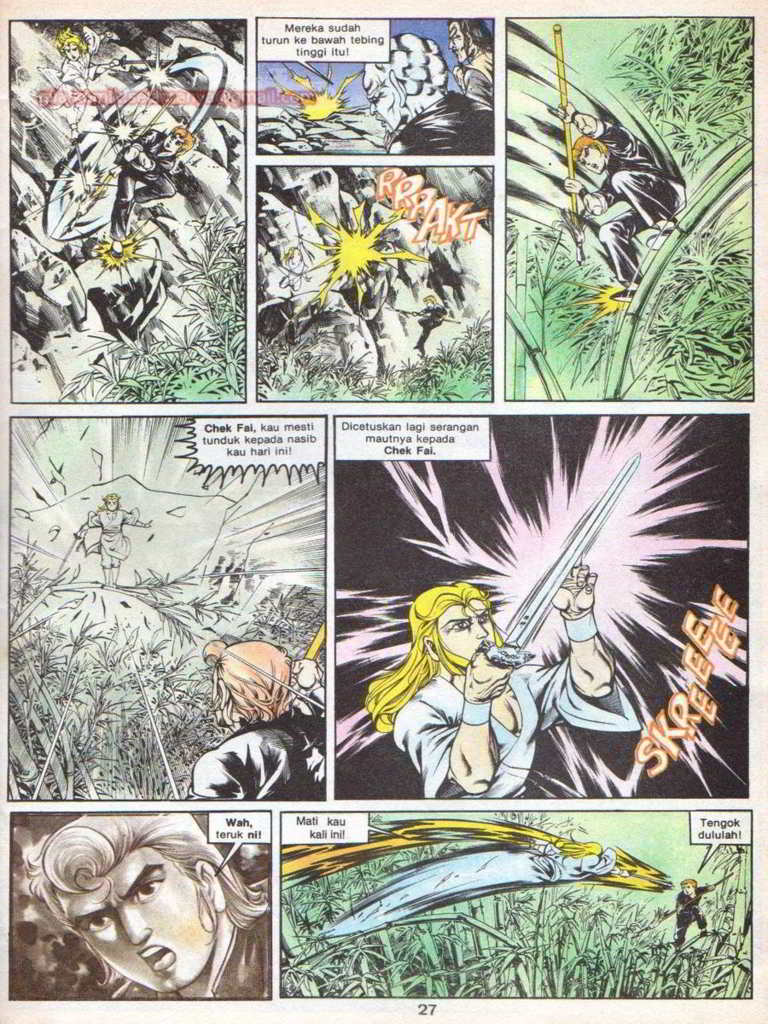 Mereka sudah
turun ke bawah tebing
tinggi itu!
RRRAKT
Chek Fai, kau mesti
tunduk kepada nasib
kau hari ini!
Dicetuskan lagi serangan
mautnya kepada
Chek Fai.
SKREEEEEE
Wah,
teruk ni!
Mati kau
kali ini!
Tengok
dululah!
27